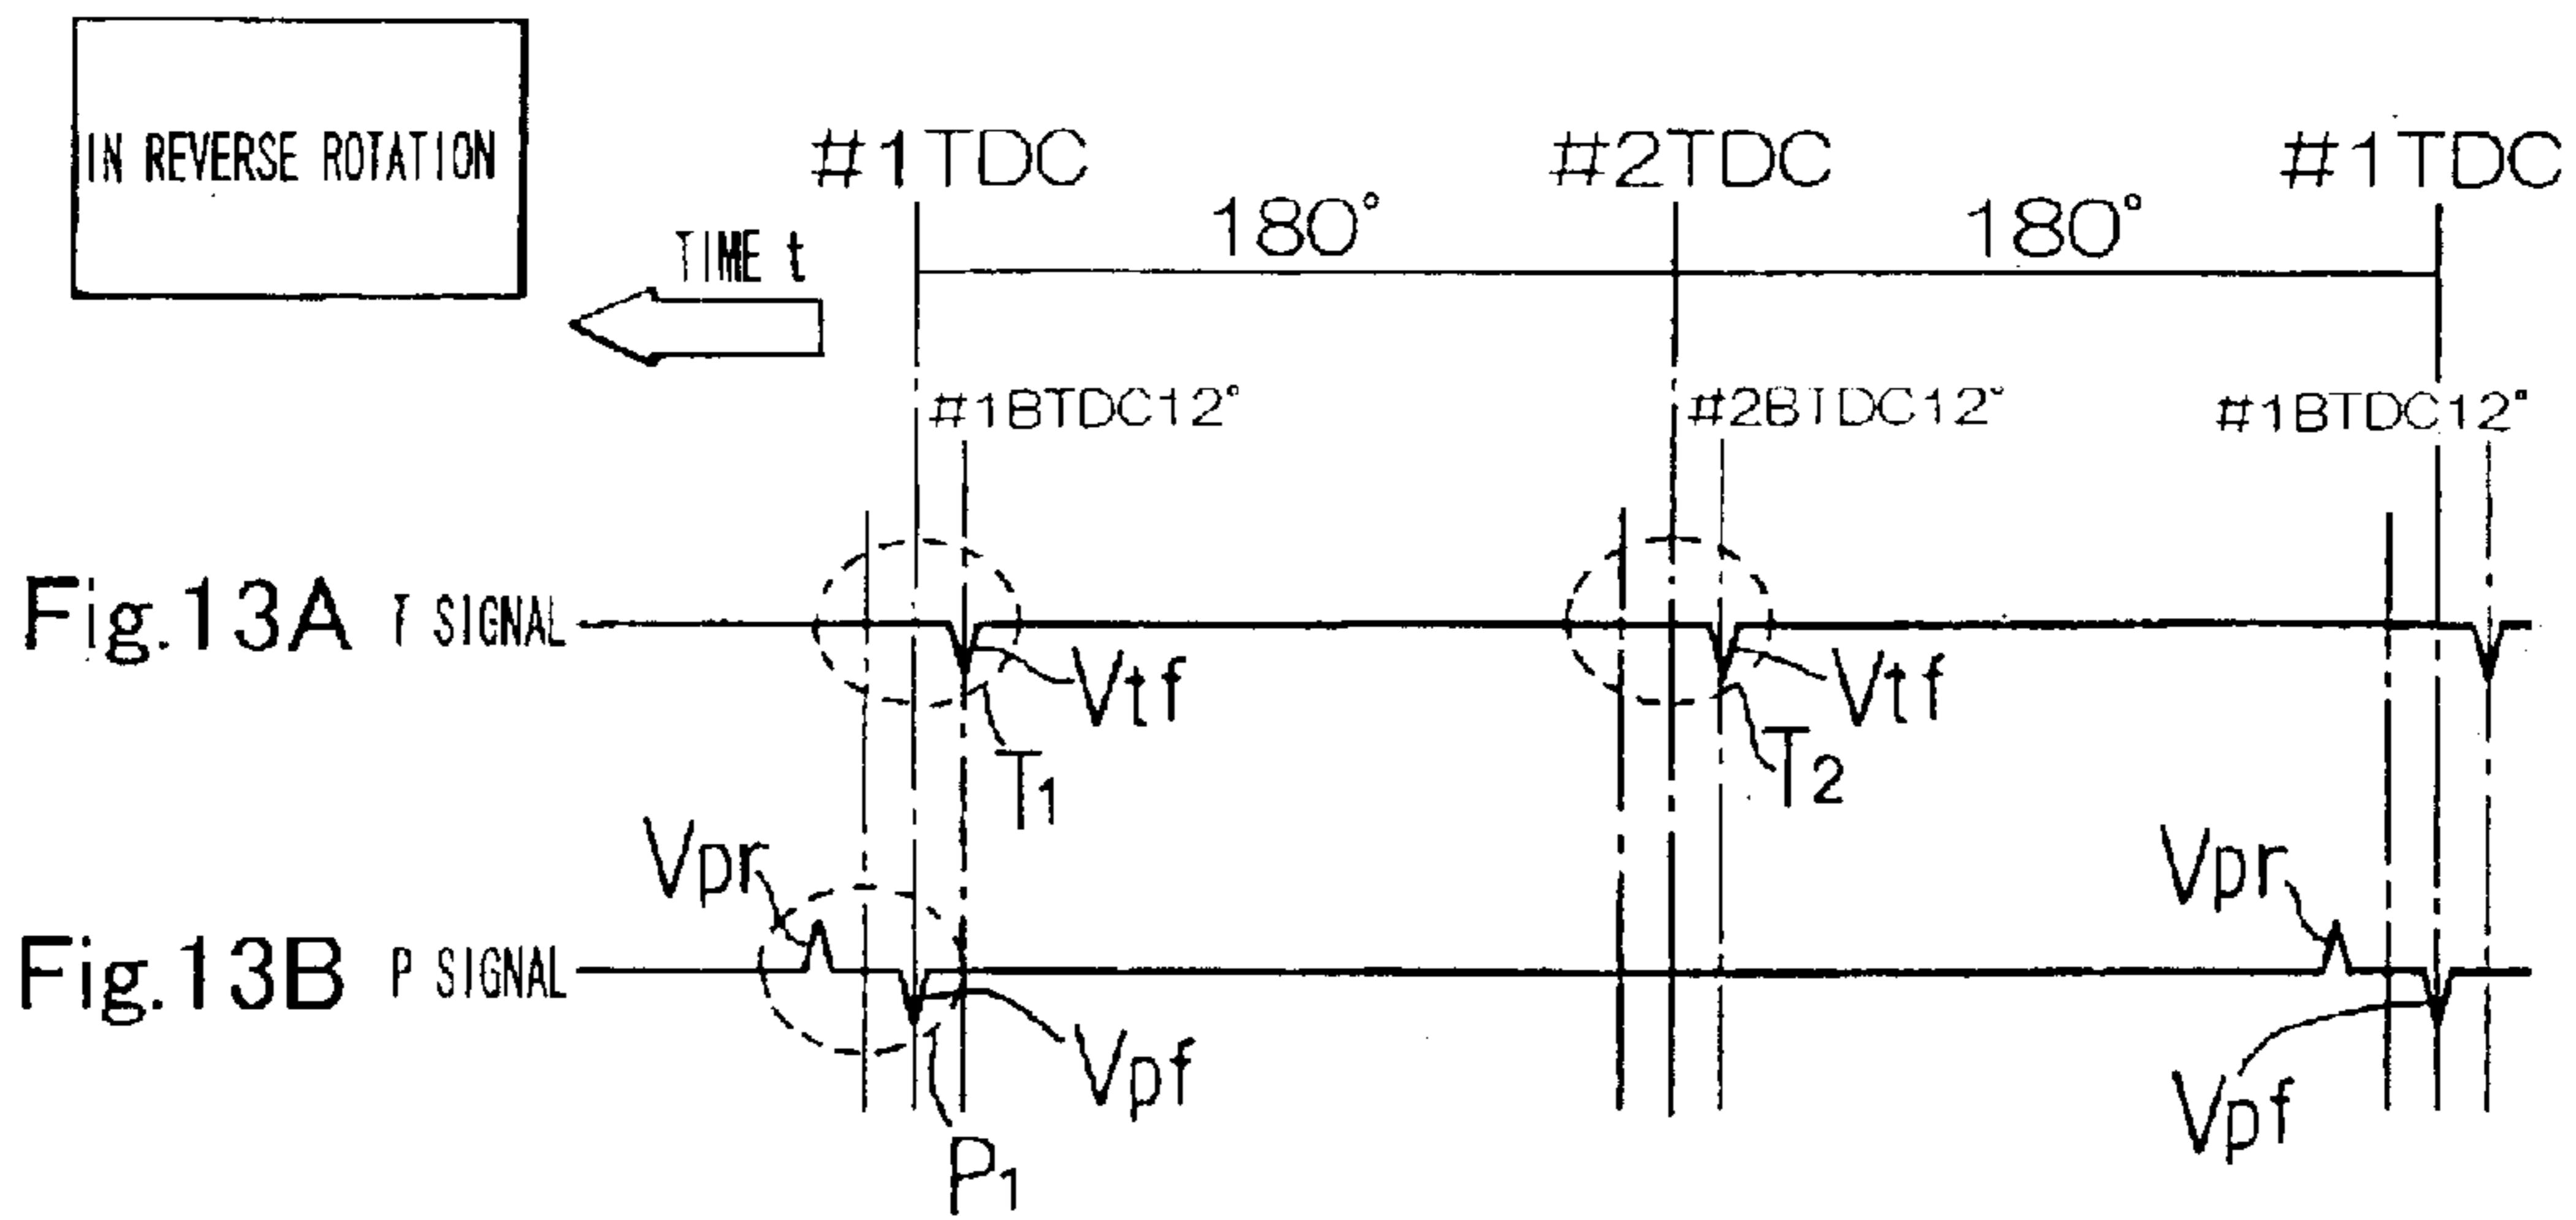 IN REVERSE ROTATION
#1TDC #2TDC #1TDC
180° 180°
TIME t
#1BTDC12° #2BTDC12° #1BTDC12°
Fig.13A T SIGNAL
Vtf Vtf
T1 T2
Vpr Vpr
Fig.13B P SIGNAL
Vpf Vpf
P1